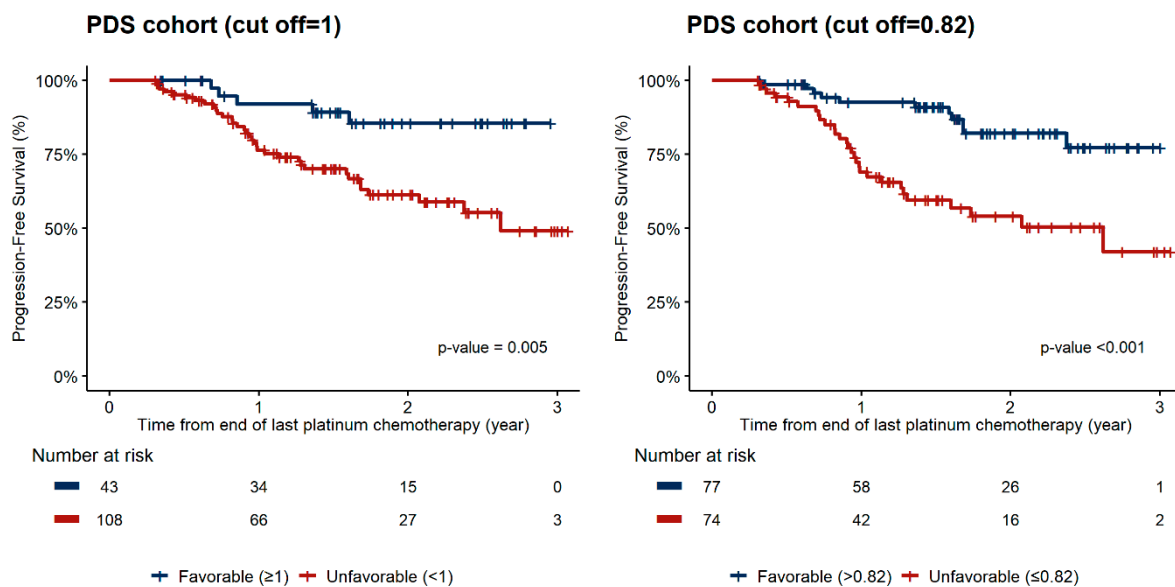 PDS cohort (cut off=1)
100%
75%
50%
25%
0%
Progression-Free Survival (%)
p-value = 0.005
0 1 2 3
Time from end of last platinum chemotherapy (year)
Number at risk
43 34 15 0
108 66 27 3
Favorable (≥1) Unfavorable (<1)
PDS cohort (cut off=0.82)
100%
75%
50%
25%
0%
Progression-Free Survival (%)
p-value <0.001
0 1 2 3
Time from end of last platinum chemotherapy (year)
Number at risk
77 58 26 1
74 42 16 2
Favorable (>0.82) Unfavorable (≤0.82)